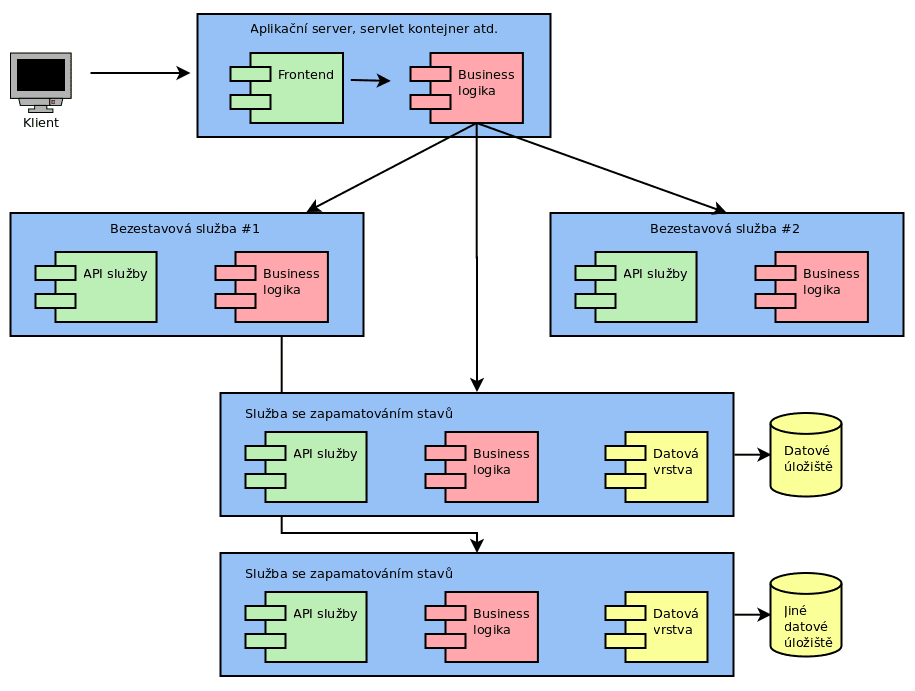 Aplikační server, servlet kontejner atd.
Frontend
Business
logika
Klient
Bezestavová služba #1
API služby
Business
logika
Bezestavová služba #2
API služby
Business
logika
Služba se zapamatováním stavů
API služby
Business
logika
Datová
vrstva
Datové
úložiště
Služba se zapamatováním stavů
API služby
Business
logika
Datová
vrstva
Jiné
datové
úložiště